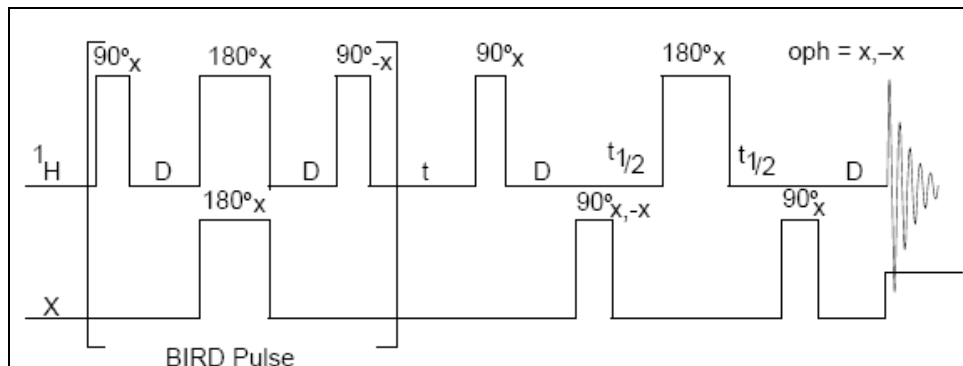 90°x 180°x 90°-x 90°x 180°x oph = x,–x
1H D D t D t1/2 t1/2 D
180°x 90°x,-x 90°x
X
BIRD Pulse